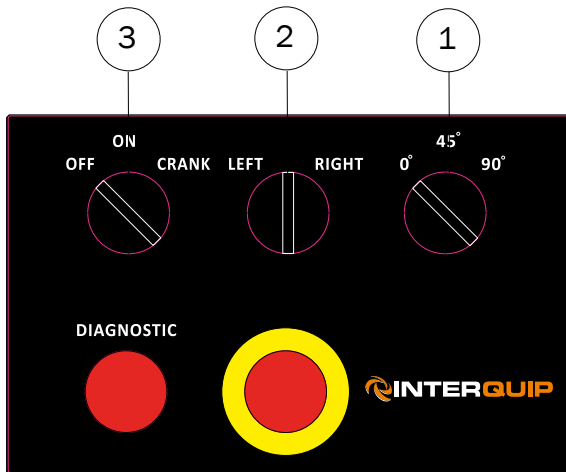 3 2 1
ON 45°
OFF CRANK LEFT RIGHT 0° 90°
DIAGNOSTIC
INTERQUIP